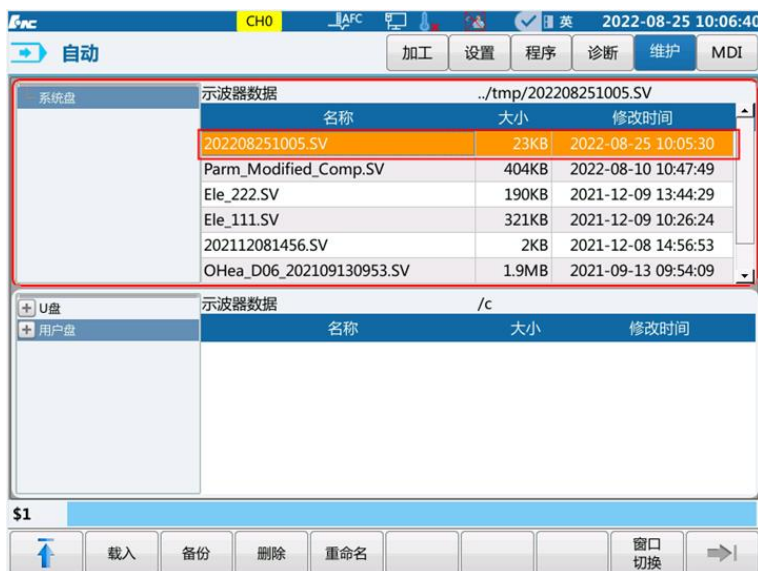 HNC CH0 AFC 英 2022-08-25 10:06:40
自动 加工 设置 程序 诊断 维护 MDI
系统盘 示波器数据 ../tmp/202208251005.SV
名称 大小 修改时间
202208251005.SV 23KB 2022-08-25 10:05:30
Parm_Modified_Comp.SV 404KB 2022-08-10 10:47:49
Ele_222.SV 190KB 2021-12-09 13:44:29
Ele_111.SV 321KB 2021-12-09 10:26:24
202112081456.SV 2KB 2021-12-08 14:56:53
OHea_D06_202109130953.SV 1.9MB 2021-09-13 09:54:09
U盘 示波器数据 /c
用户盘 名称 大小 修改时间
$1
载入 备份 删除 重命名 窗口
切换